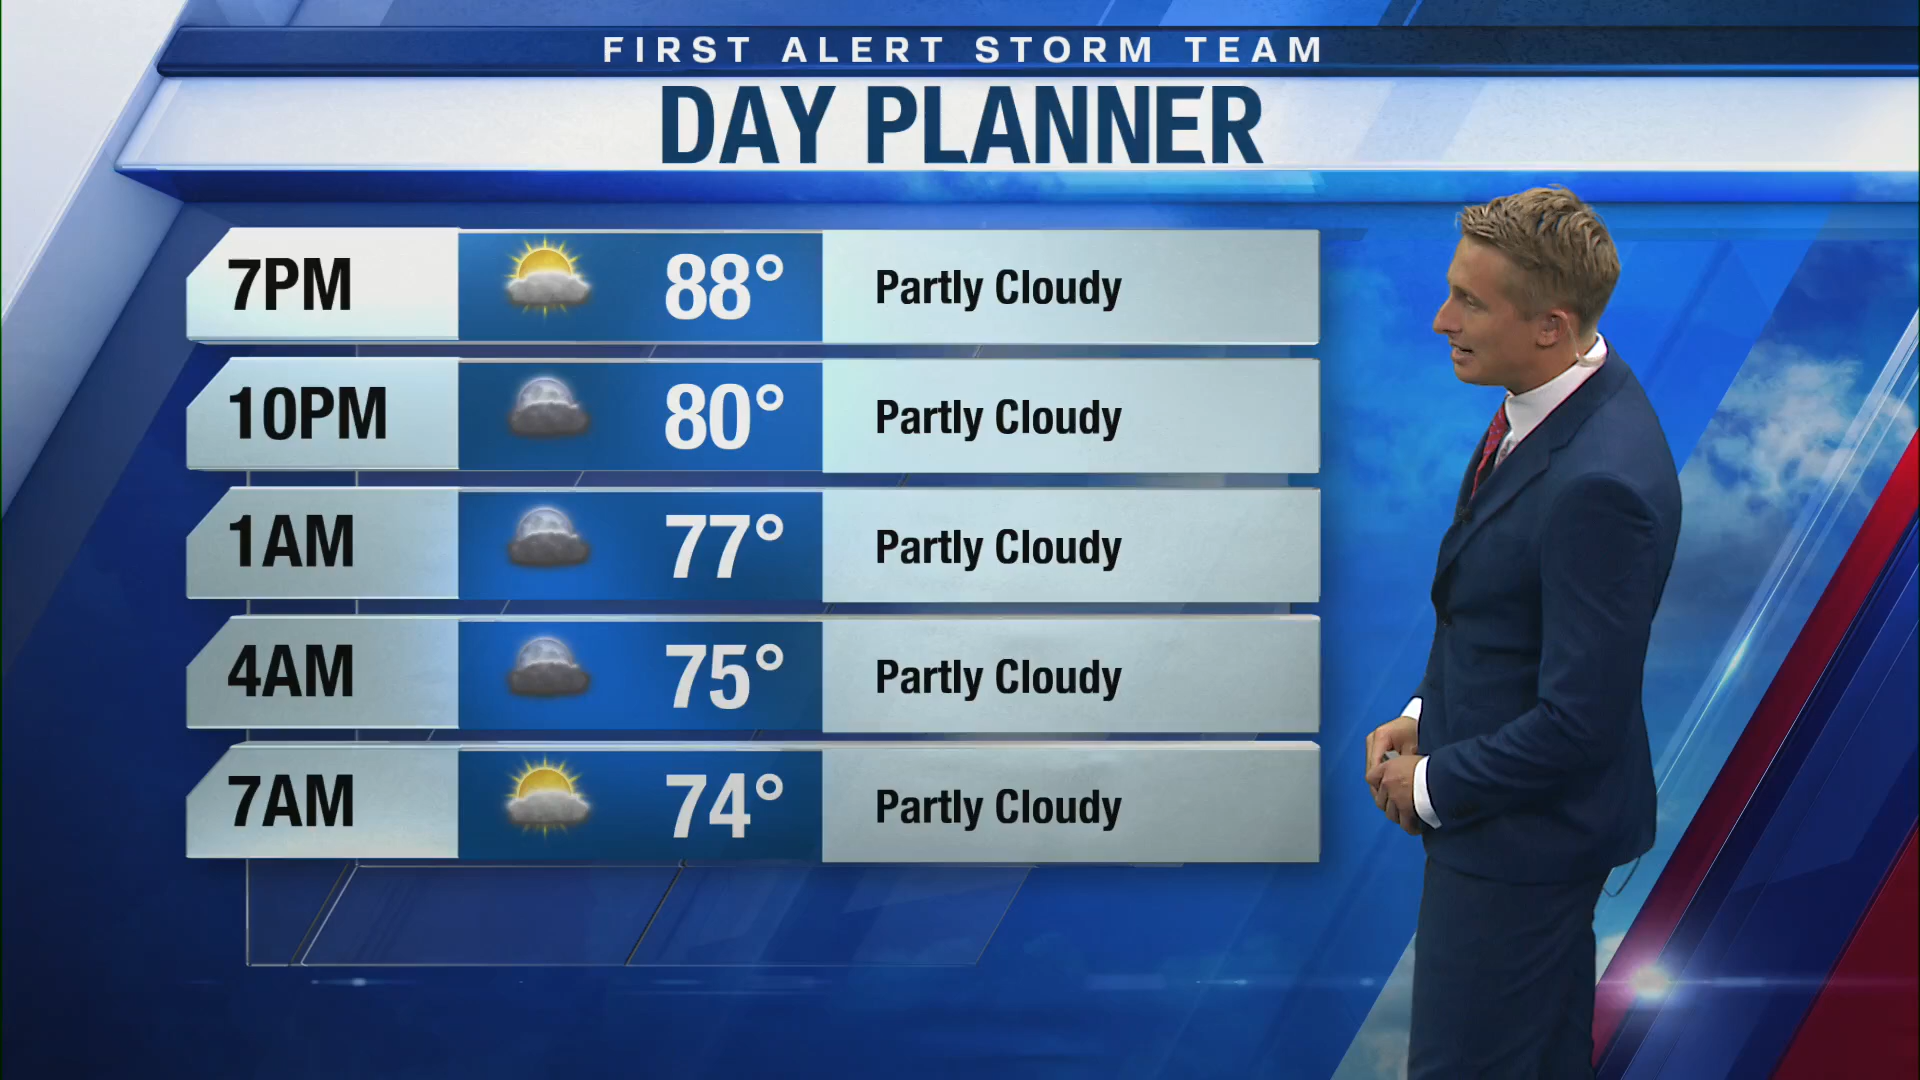 FIRST ALERT STORM TEAM
DAY PLANNER
7PM 88° Partly Cloudy
10PM 80° Partly Cloudy
1AM 77° Partly Cloudy
4AM 75° Partly Cloudy
7AM 74° Partly Cloudy